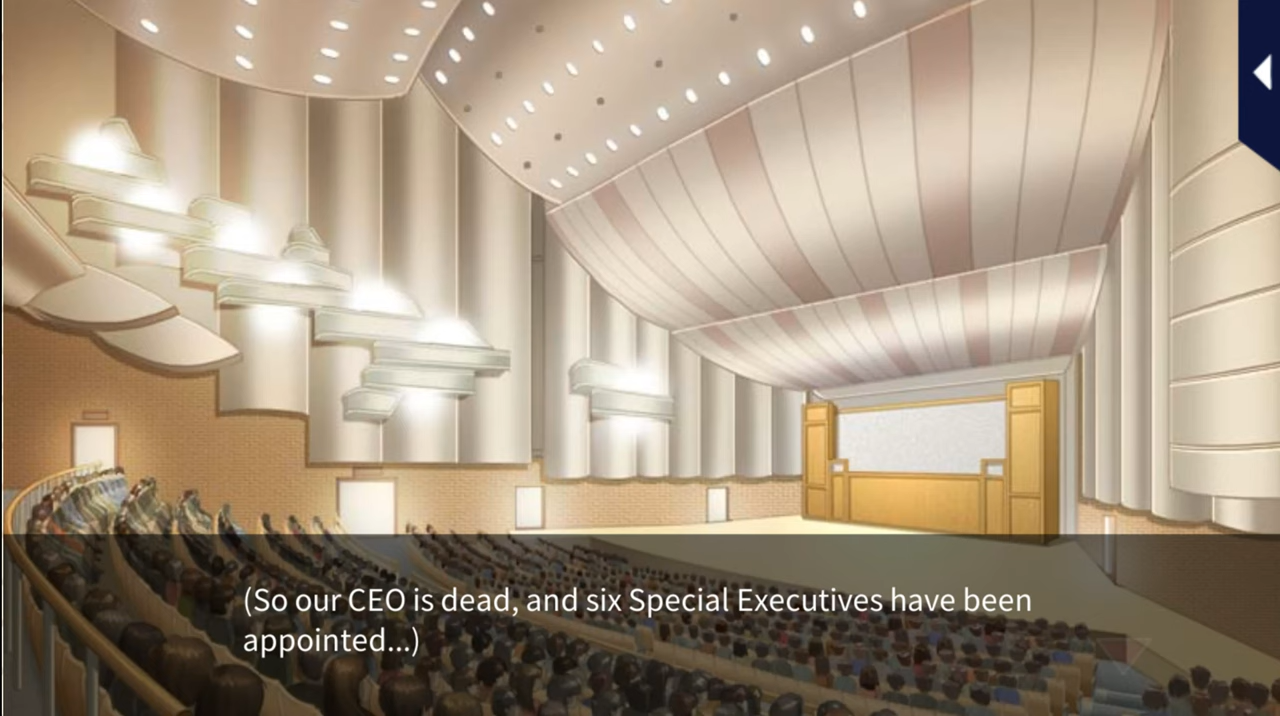 (So our CEO is dead, and six Special Executives have been
appointed...)